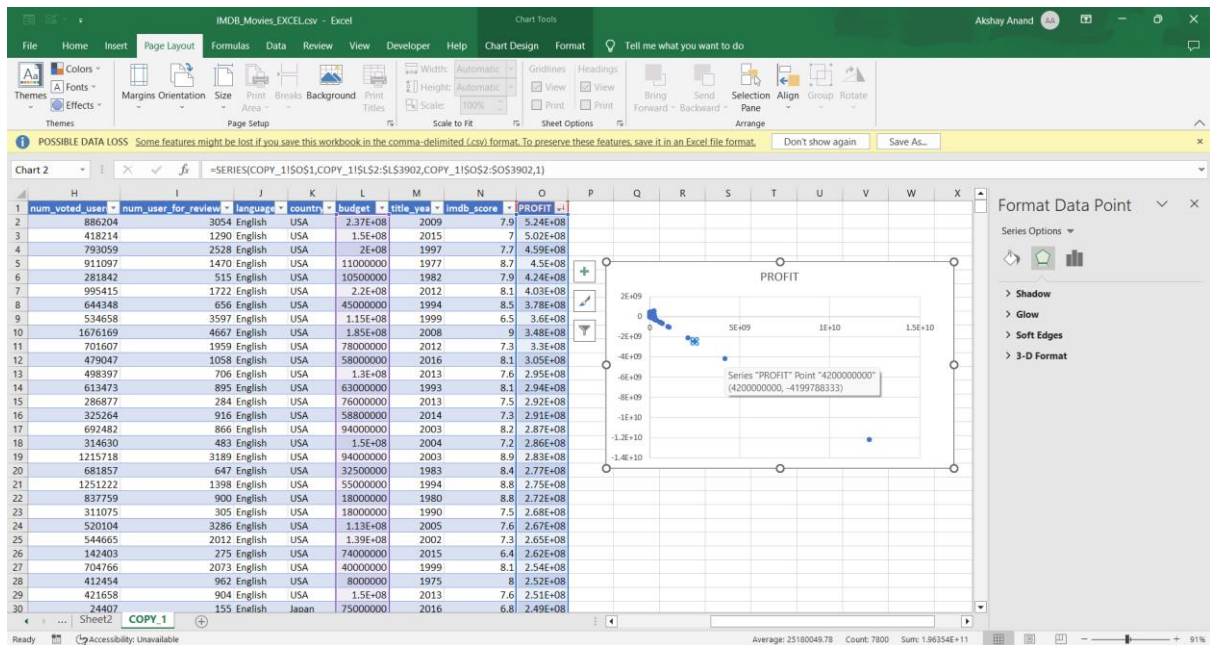 IMDB_Movies_EXCEL.csv - Excel
Chart Tools
Akshay Anand AA
File Home Insert Page Layout Formulas Data Review View Developer Help Chart Design Format Tell me what you want to do
Aa Colors Fonts Effects Themes
Margins Orientation Size Print Area Breaks Background Print Titles
Width: Automatic Height: Automatic Scale: 100%
Gridlines View Print Headings View Print
Bring Forward Send Backward Selection Pane Align Group Rotate
Themes Page Setup Scale to Fit Sheet Options Arrange
POSSIBLE DATA LOSS Some features might be lost if you save this workbook in the comma-delimited (.csv) format. To preserve these features, save it in an Excel file format. Don't show again Save As...
Chart 2 fx =SERIES(COPY_1!$O$1,COPY_1!$L$2:$L$3902,COPY_1!$O$2:$O$3902,1)
H I J K L M N O P Q R S T U V W X
1 num_voted_user num_user_for_review language country budget title_yea imdb_score PROFIT
2 886204 3054 English USA 2.37E+08 2009 7.9 5.24E+08
3 418214 1290 English USA 1.5E+08 2015 7 5.02E+08
4 793059 2528 English USA 2E+08 1997 7.7 4.59E+08
5 911097 1470 English USA 11000000 1977 8.7 4.5E+08
6 281842 515 English USA 10500000 1982 7.9 4.24E+08
7 995415 1722 English USA 2.2E+08 2012 8.1 4.03E+08
8 644348 656 English USA 45000000 1994 8.5 3.78E+08
9 534658 3597 English USA 1.15E+08 1999 6.5 3.6E+08
10 1676169 4667 English USA 1.85E+08 2008 9 3.48E+08
11 701607 1959 English USA 78000000 2012 7.3 3.3E+08
12 479047 1058 English USA 58000000 2016 8.1 3.05E+08
13 498397 706 English USA 1.3E+08 2013 7.6 2.95E+08
14 613473 895 English USA 63000000 1993 8.1 2.94E+08
15 286877 284 English USA 76000000 2013 7.5 2.92E+08
16 325264 916 English USA 58800000 2014 7.3 2.91E+08
17 692482 866 English USA 94000000 2003 8.2 2.87E+08
18 314630 483 English USA 1.5E+08 2004 7.2 2.86E+08
19 1215718 3189 English USA 94000000 2003 8.9 2.83E+08
20 681857 647 English USA 32500000 1983 8.4 2.77E+08
21 1251222 1398 English USA 55000000 1994 8.8 2.75E+08
22 837759 900 English USA 18000000 1980 8.8 2.72E+08
23 311075 305 English USA 18000000 1990 7.5 2.68E+08
24 520104 3286 English USA 1.13E+08 2005 7.6 2.67E+08
25 544665 2012 English USA 1.39E+08 2002 7.3 2.65E+08
26 142403 275 English USA 74000000 2015 6.4 2.62E+08
27 704766 2073 English USA 40000000 1999 8.1 2.54E+08
28 412454 962 English USA 8000000 1975 8 2.52E+08
29 421658 904 English USA 1.5E+08 2013 7.6 2.51E+08
30 24407 155 English Japan 75000000 2016 6.8 2.49E+08
PROFIT
2E+09
0
0 5E+09 1E+10 1.5E+10
-2E+09
-4E+09
-6E+09
-8E+09
-1E+10
-1.2E+10
-1.4E+10
Series "PROFIT" Point "4200000000"
(4200000000, -4199788333)
Format Data Point
Series Options
Shadow
Glow
Soft Edges
3-D Format
... Sheet2 COPY_1
Ready Accessibility: Unavailable Average: 25180049.78 Count: 7800 Sum: 1.96354E+11 91%